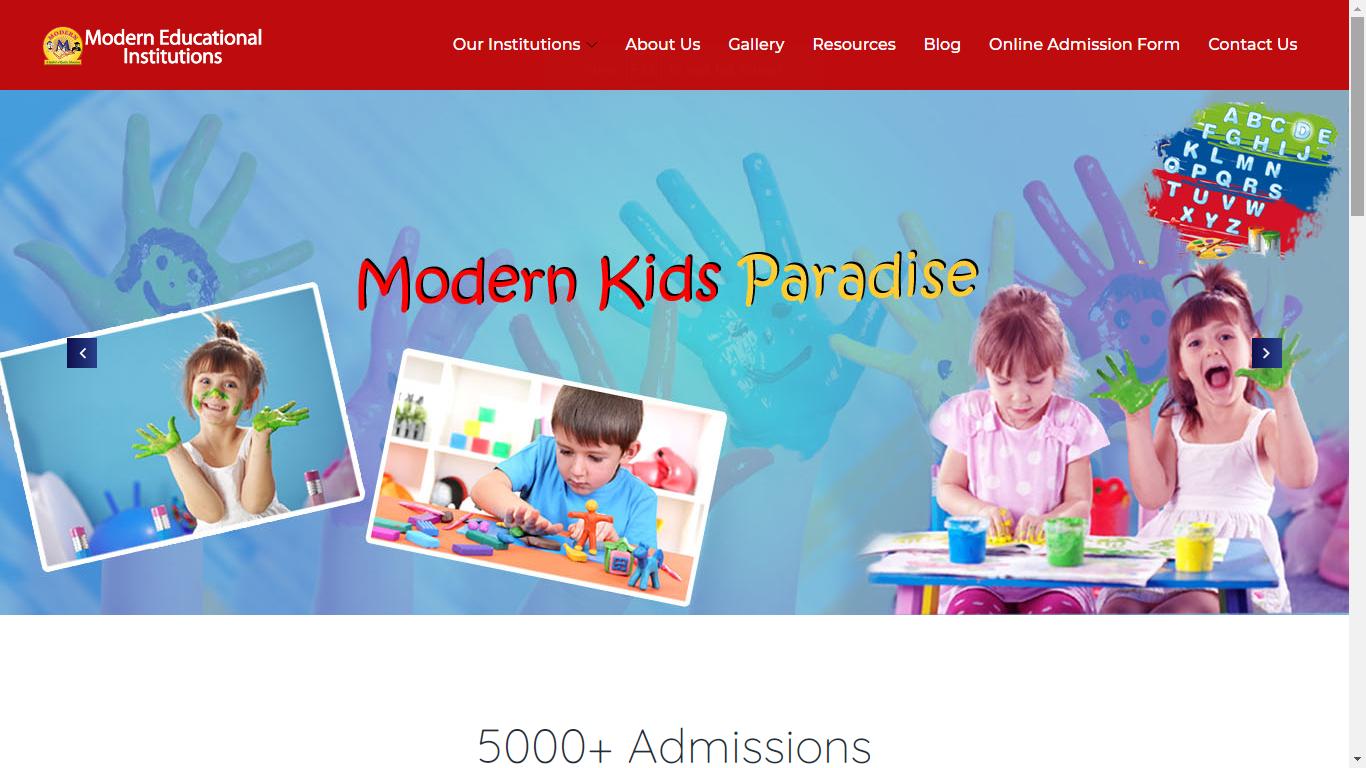 Modern Educational
Institutions
Our Institutions
About Us
Gallery
Resources
Blog
Online Admission Form
Contact Us
MODERN
M
A B C D E
F G H I J
K L M N
O P Q R S
T U V W
X Y Z
Modern Kids Paradise
5000+ Admissions